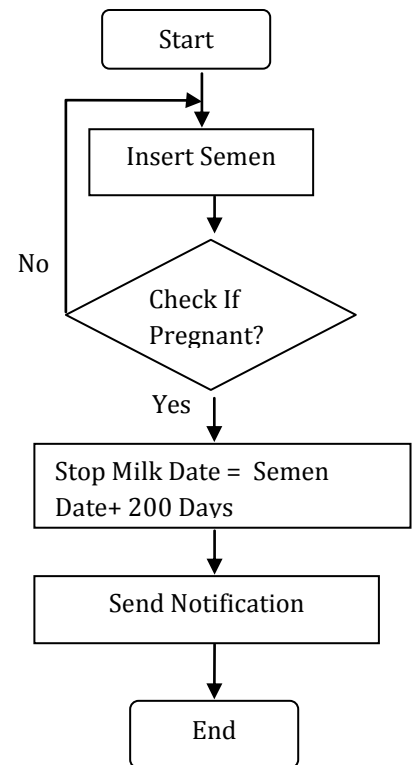 Start
Insert Semen
No
Check If
Pregnant?
Yes
Stop Milk Date = Semen
Date+ 200 Days
Send Notification
End